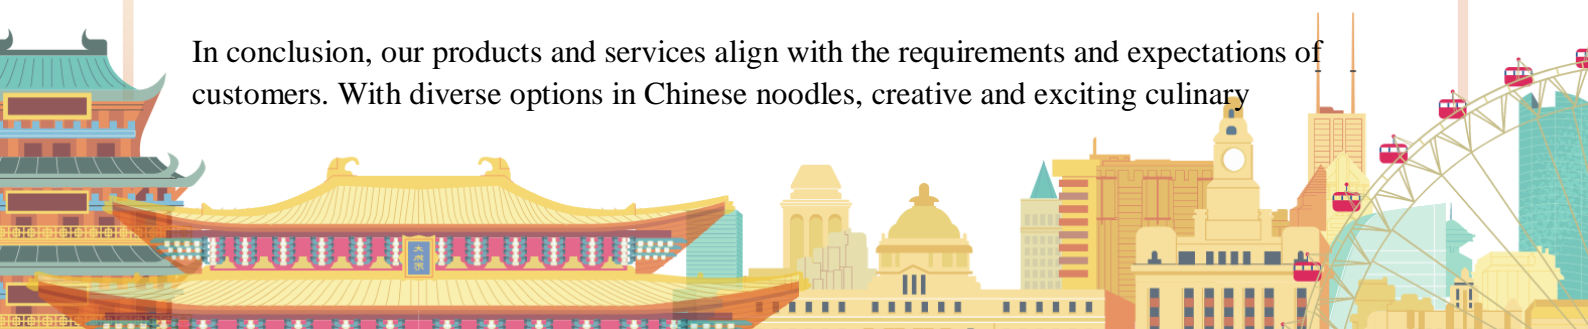 In conclusion, our products and services align with the requirements and expectations of
customers. With diverse options in Chinese noodles, creative and exciting culinary